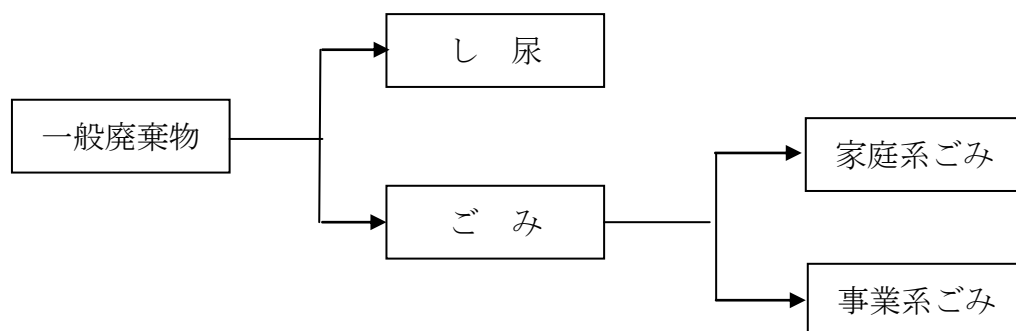 し 尿
一般廃棄物
家庭系ごみ
ご み
事業系ごみ